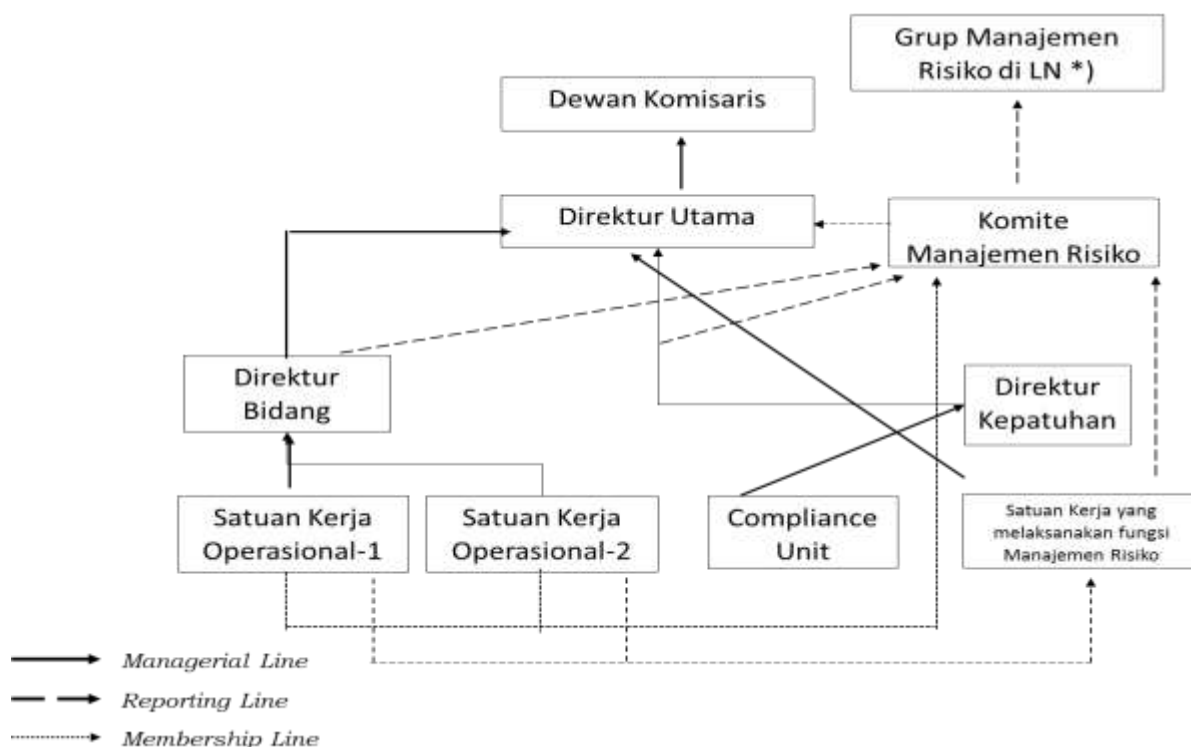 Grup Manajemen
Risiko di LN *)
Dewan Komisaris
Direktur Utama
Komite
Manajemen Risiko
Direktur
Bidang
Direktur
Kepatuhan
Satuan Kerja
Operasional-1
Satuan Kerja
Operasional-2
Compliance
Unit
Satuan Kerja yang
melaksanakan fungsi
Manajemen Risiko
Managerial Line
Reporting Line
Membership Line